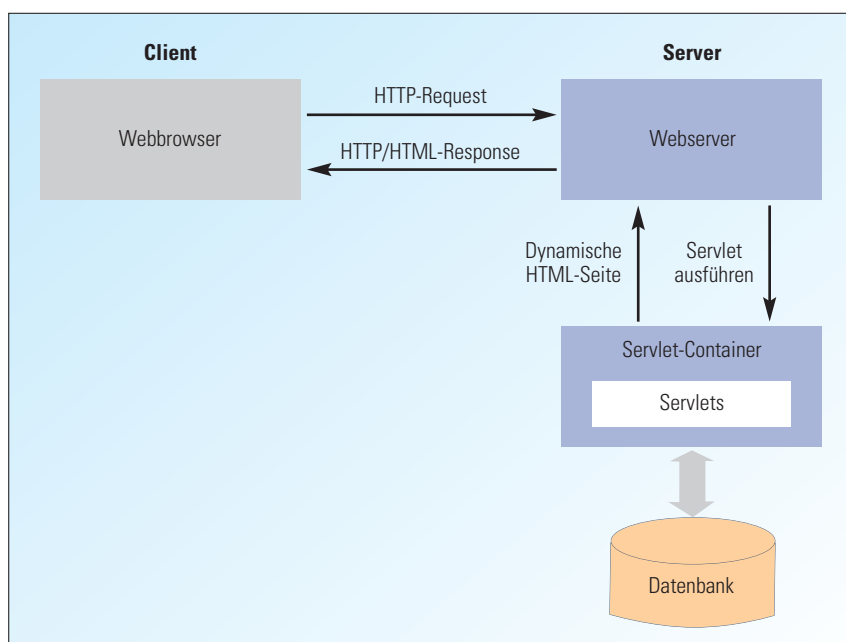 Client
Server
HTTP-Request
Webbrowser
Webserver
HTTP/HTML-Response
Dynamische
HTML-Seite
Servlet
ausführen
Servlet-Container
Servlets
Datenbank